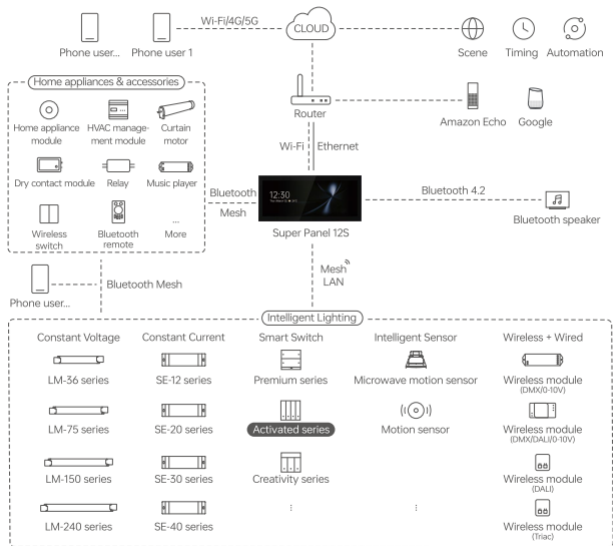 Wi-Fi/4G/5G
CLOUD
Phone user...
Phone user 1
Scene
Timing
Automation
Home appliances & accessories
Home appliance
module
HVAC manage-
ment module
Curtain
motor
Dry contact module
Relay
Music player
Wireless
switch
Bluetooth
remote
...
More
Router
Amazon Echo
Google
Wi-Fi
Ethernet
Bluetooth
Mesh
12:30
Super Panel 12S
Bluetooth 4.2
Bluetooth speaker
Mesh
LAN
Phone user...
Bluetooth Mesh
Intelligent Lighting
Constant Voltage
Constant Current
Smart Switch
Intelligent Sensor
Wireless + Wired
LM-36 series
SE-12 series
Premium series
Microwave motion sensor
Wireless module
(DMX/0-10V)
LM-75 series
SE-20 series
Activated series
Motion sensor
Wireless module
(DMX/DALI/0-10V)
LM-150 series
SE-30 series
Creativity series
Wireless module
(DALI)
LM-240 series
SE-40 series
Wireless module
(Triac)